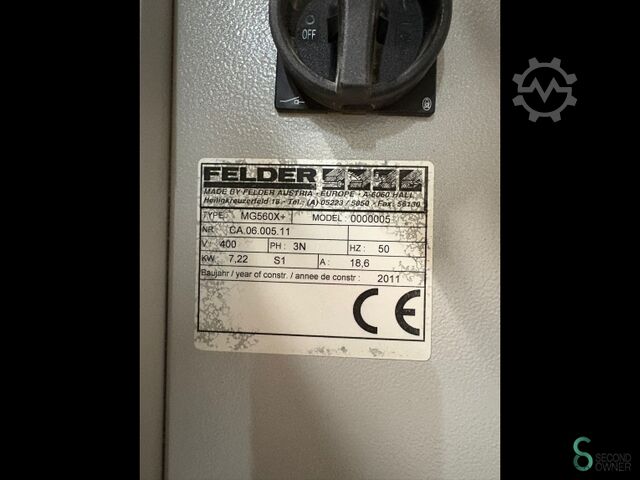 OFF
FELDER
MADE BY FELDER AUSTRIA - EUROPE - A-6060 HALL
Heiligkreuzerfeld 18 - Tel.: (A) 05223 / 5850 - Fax: 56130
TYPE MG560X+ MODEL: 0000005
NR CA.06.005.11
V: 400 PH: 3N HZ: 50
KW 7,22 S1 A: 18,6
Baujahr / year of constr. / annee de constr: 2011
CE
SECOND
OWNER